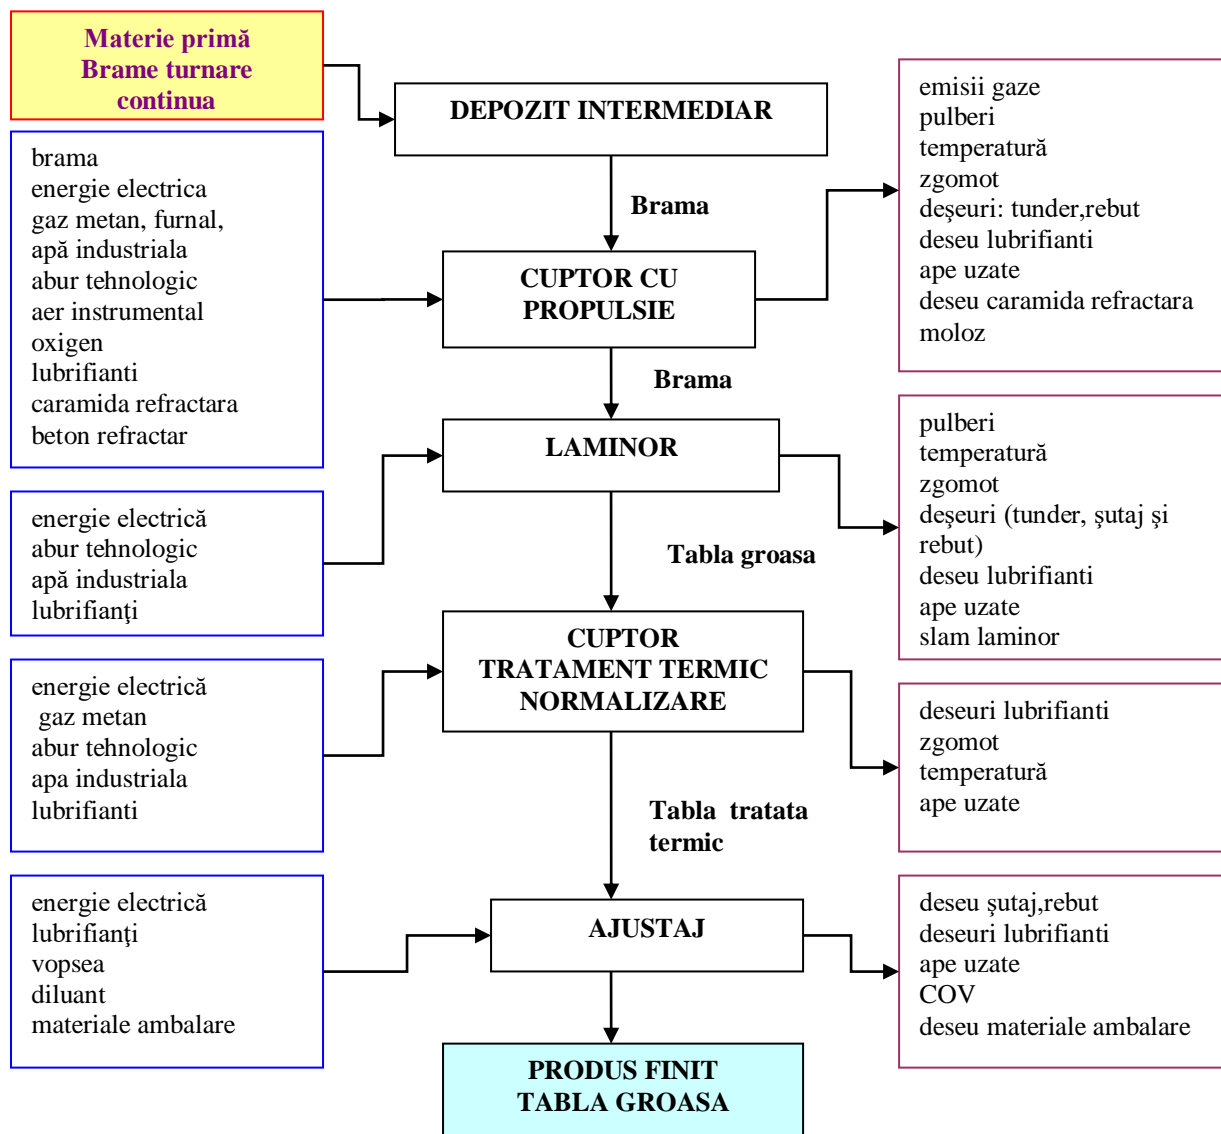 Materie primă
Brame turnare
continua
DEPOZIT INTERMEDIAR
brama
energie electrica
gaz metan, furnal,
apă industriala
abur tehnologic
aer instrumental
oxigen
lubrifianti
caramida refractara
beton refractar
Brama
CUPTOR CU
PROPULSIE
emisii gaze
pulberi
temperatură
zgomot
deşeuri: tunder,rebut
deseu lubrifianti
ape uzate
deseu caramida refractara
moloz
Brama
LAMINOR
energie electrică
abur tehnologic
apă industriala
lubrifianţi
pulberi
temperatură
zgomot
deşeuri (tunder, şutaj şi
rebut)
deseu lubrifianti
ape uzate
slam laminor
Tabla groasa
CUPTOR
TRATAMENT TERMIC
NORMALIZARE
energie electrică
gaz metan
abur tehnologic
apa industriala
lubrifianti
deseuri lubrifianti
zgomot
temperatură
ape uzate
Tabla tratata
termic
AJUSTAJ
energie electrică
lubrifianţi
vopsea
diluant
materiale ambalare
deseu şutaj,rebut
deseuri lubrifianti
ape uzate
COV
deseu materiale ambalare
PRODUS FINIT
TABLA GROASA